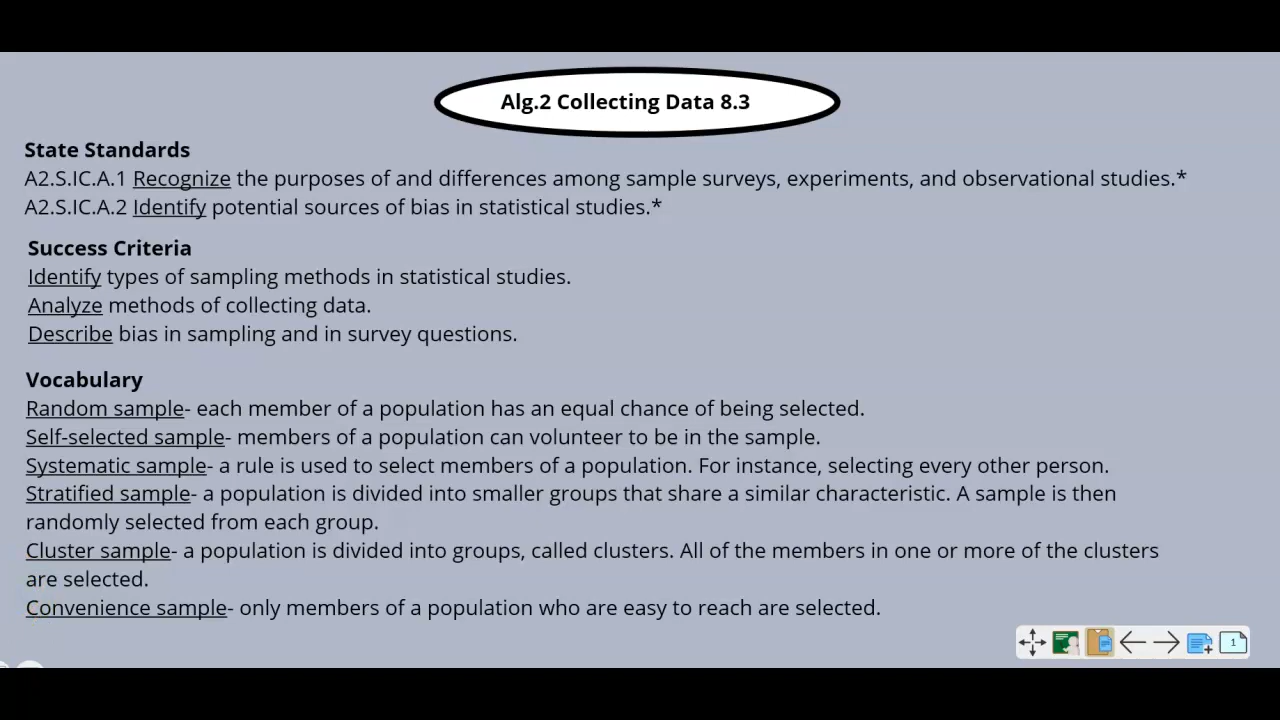 Alg.2 Collecting Data 8.3
State Standards
A2.S.IC.A.1 Recognize the purposes of and differences among sample surveys, experiments, and observational studies.*
A2.S.IC.A.2 Identify potential sources of bias in statistical studies.*
Success Criteria
Identify types of sampling methods in statistical studies.
Analyze methods of collecting data.
Describe bias in sampling and in survey questions.
Vocabulary
Random sample- each member of a population has an equal chance of being selected.
Self-selected sample- members of a population can volunteer to be in the sample.
Systematic sample- a rule is used to select members of a population. For instance, selecting every other person.
Stratified sample- a population is divided into smaller groups that share a similar characteristic. A sample is then
randomly selected from each group.
Cluster sample- a population is divided into groups, called clusters. All of the members in one or more of the clusters
are selected.
Convenience sample- only members of a population who are easy to reach are selected.
1